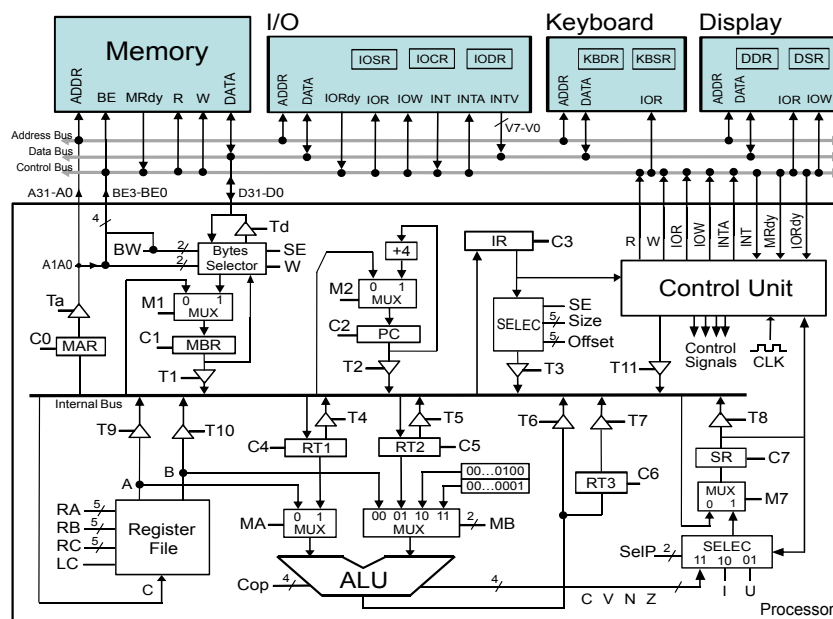 I/O Keyboard Display
Memory
IOSR IOCR IODR
KBDR KBSR
DDR DSR
ADDR BE MRdy R W DATA
ADDR DATA IORdy IOR IOW INT INTA INTV
ADDR DATA IOR
ADDR DATA IOR IOW
V7-V0
Address Bus
Data Bus
Control Bus
A31-A0 BE3-BE0 D31-D0
4
Td
R W IOR IOW INTA INT MRdy IORdy
BW 2 Bytes Selector SE
A1A0 2 W
+4
IR C3
Ta
M1 0 1 MUX
M2 0 1 MUX
SELEC SE
5 Size
5 Offset
Control Unit
C0 MAR
C1 MBR
C2 PC
Control Signals
CLK
T1 T2 T3 T11
Internal Bus
T9 T10 T4 T5 T6 T7 T8
C4 RT1 RT2 C5
SR C7
A B
00...0100
00...0001
RT3 C6
MUX 0 1 M7
RA 5
RB 5
RC 5
LC
Register File
C
MA 0 1 MUX
00 01 10 11 MUX 2 MB
SelP 2 SELEC
11 10 01
Cop 4 ALU 4
C V N Z I U
Processor